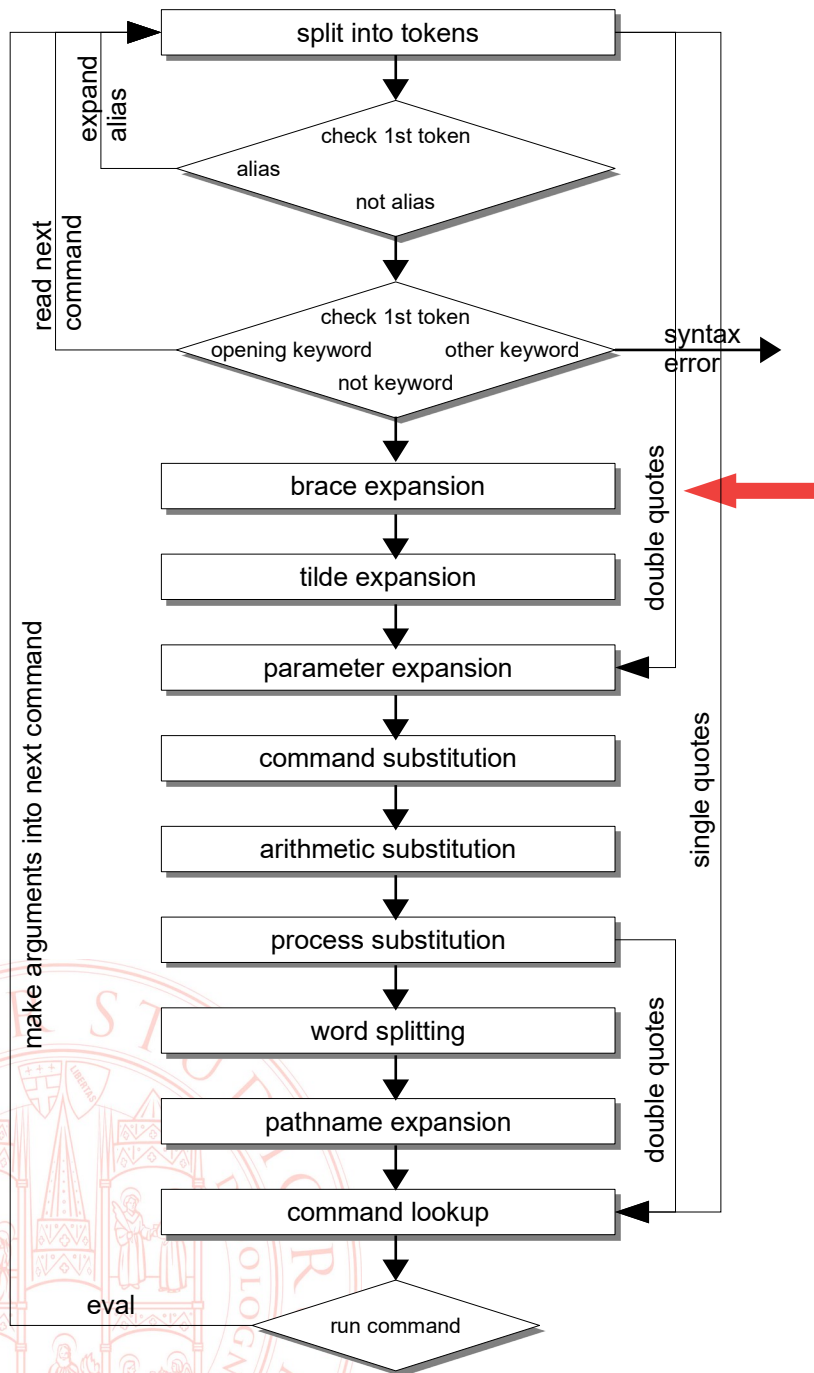 split into tokens
expand
alias
check 1st token
alias
not alias
read next
command
check 1st token
opening keyword other keyword
not keyword
syntax
error
brace expansion
double quotes
tilde expansion
parameter expansion
command substitution
single quotes
make arguments into next command
arithmetic substitution
process substitution
word splitting
double quotes
pathname expansion
command lookup
eval
run command
R STUDIOR
LIBERTAS